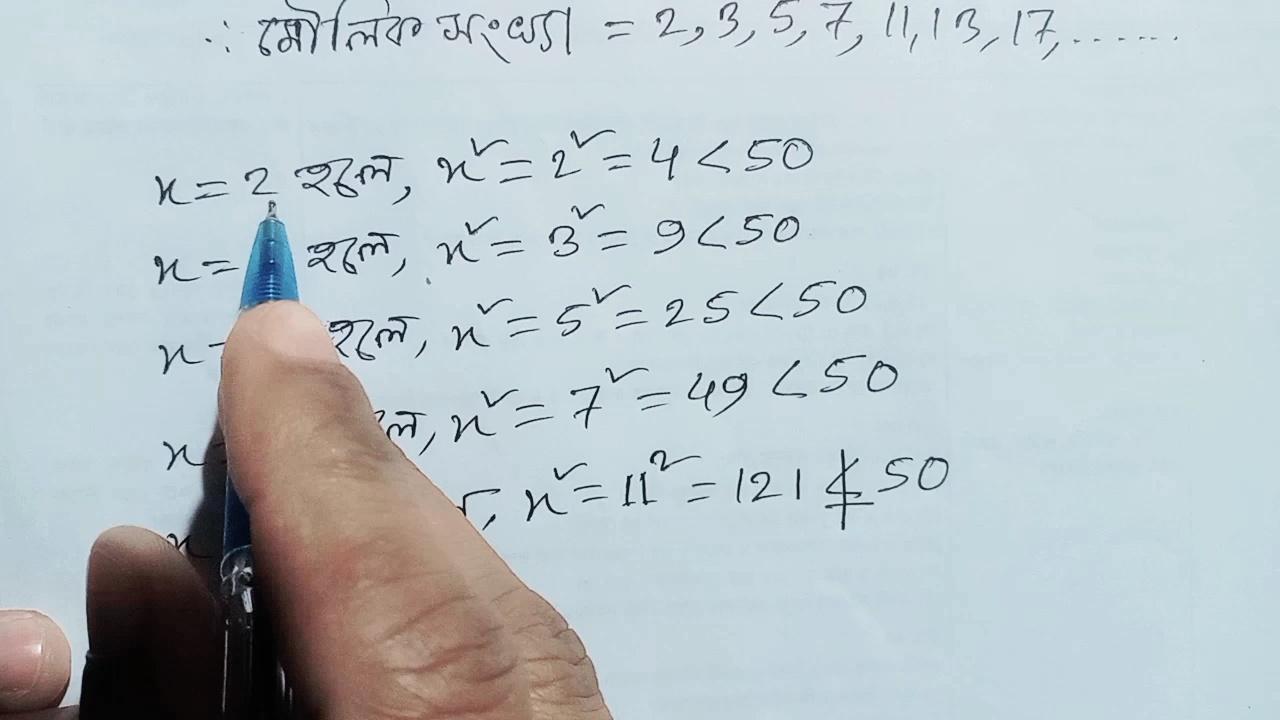 ∴ মৌলিক সংখ্যা = 2, 3, 5, 7, 11, 13, 17, ......
x = 2 হলে, x² = 2² = 4 < 50
x = হলে, x² = 3² = 9 < 50
x = হলে, x² = 5² = 25 < 50
x = লে, x² = 7² = 49 < 50
x x² = 11² = 121 ≰ 50